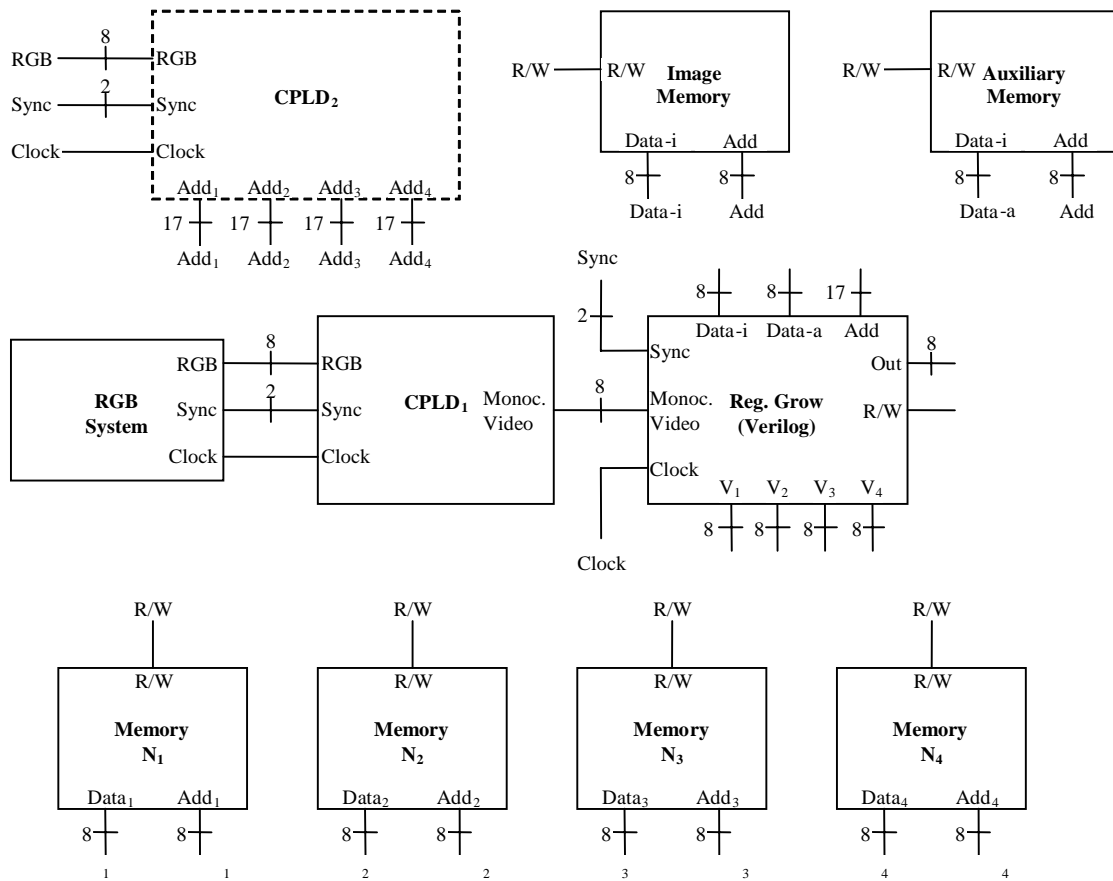 8
RGB RGB
2
Sync Sync
Clock Clock
CPLD₂
Add₁ Add₂ Add₃ Add₄
17 17 17 17
Add₁ Add₂ Add₃ Add₄
R/W R/W
Image
Memory
Data-i Add
8 8
Data-i Add
R/W R/W
Auxiliary
Memory
Data-i Add
8 8
Data-a Add
RGB
System
RGB
Sync
Clock
8
2
RGB
Sync
Clock
CPLD₁
Monoc.
Video
8
Sync
2
8 8 17
Data-i Data-a Add
Sync
Monoc.
Video
Clock
Reg. Grow
(Verilog)
Out
8
R/W
V₁ V₂ V₃ V₄
8 8 8 8
Clock
R/W R/W R/W R/W
R/W R/W R/W R/W
Memory Memory Memory Memory
N₁ N₂ N₃ N₄
Data₁ Add₁ Data₂ Add₂ Data₃ Add₃ Data₄ Add₄
8 8 8 8 8 8 8 8
1 1 2 2 3 3 4 4